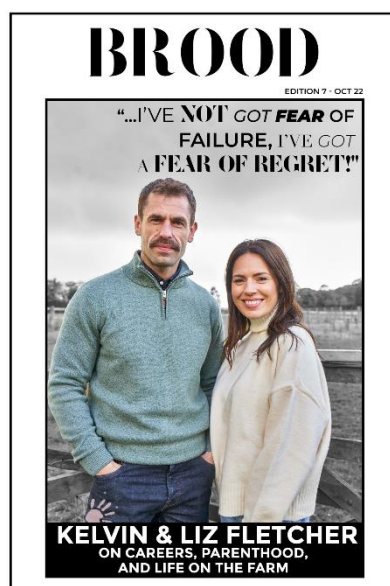 BROOD
EDITION 7 - OCT 22
“...I’VE NOT GOT FEAR OF
FAILURE, I’VE GOT
A FEAR OF REGRET!"
KELVIN & LIZ FLETCHER
ON CAREERS, PARENTHOOD,
AND LIFE ON THE FARM